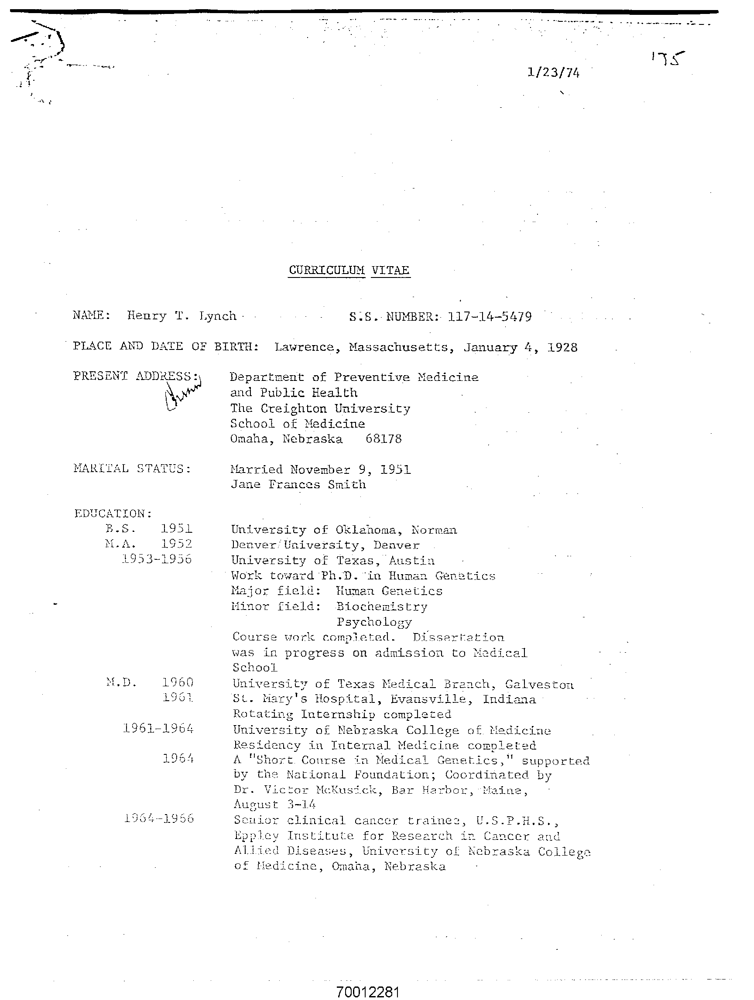 175
1/23/74
CURRICULUM VITAE
NAME: Henry T. Lynch S.S. NUMBER: 117-14-5479
PLACE AND DATE OF BIRTH: Lawrence, Massachusetts, January 4, 1928
PRESENT ADDRESS: Department of Preventive Medicine
and Public Health
The Creighton University
School of Medicine
Omaha, Nebraska 68178
MARITAL STATUS: Married November 9, 1951
Jane Frances Smith
EDUCATION:
B.S. 1951 University of Oklahoma, Norman
M.A. 1952 Denver University, Denver
1953-1956 University of Texas, Austin
Work toward Ph.D. in Human Genetics
Major field: Human Genetics
Minor field: Biochemistry
Psychology
Course work completed. Dissertation
was in progress on admission to Medical
School
M.D. 1960 University of Texas Medical Branch, Galveston
1961 St. Mary's Hospital, Evansville, Indiana
Rotating Internship completed
1961-1964 University of Nebraska College of Medicine
Residency in Internal Medicine completed
1964 A "Short Course in Medical Genetics," supported
by the National Foundation; Coordinated by
Dr. Victor McKusick, Bar Harbor, Maine,
August 3-14
1964-1966 Senior clinical cancer trainee, U.S.P.H.S.,
Eppley Institute for Research in Cancer and
Allied Diseases, University of Nebraska College
of Medicine, Omaha, Nebraska
70012281